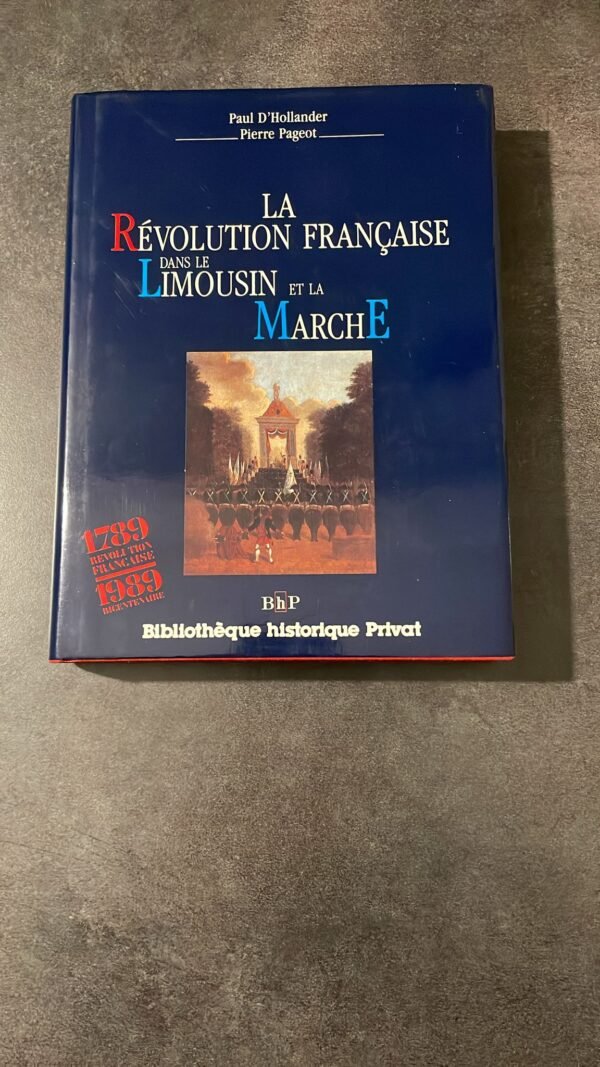 Paul D'Hollander
Pierre Pageot
LA
RÉVOLUTION FRANÇAISE
DANS LE
LIMOUSIN ET LA
MARCHE
1789
RÉVOLUTION
FRANÇAISE
1989
BICENTENAIRE
BhP
Bibliothèque historique Privat